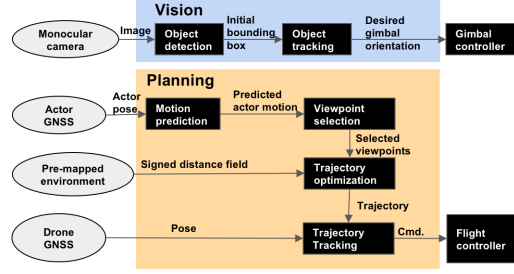 Vision
Monocular
camera
Image
Object
detection
Initial
bounding
box
Object
tracking
Desired
gimbal
orientation
Gimbal
controller
Planning
Actor
GNSS
Actor
pose
Motion
prediction
Predicted
actor motion
Viewpoint
selection
Selected
viewpoints
Pre-mapped
environment
Signed distance field
Trajectory
optimization
Trajectory
Drone
GNSS
Pose
Trajectory
Tracking
Cmd.
Flight
controller